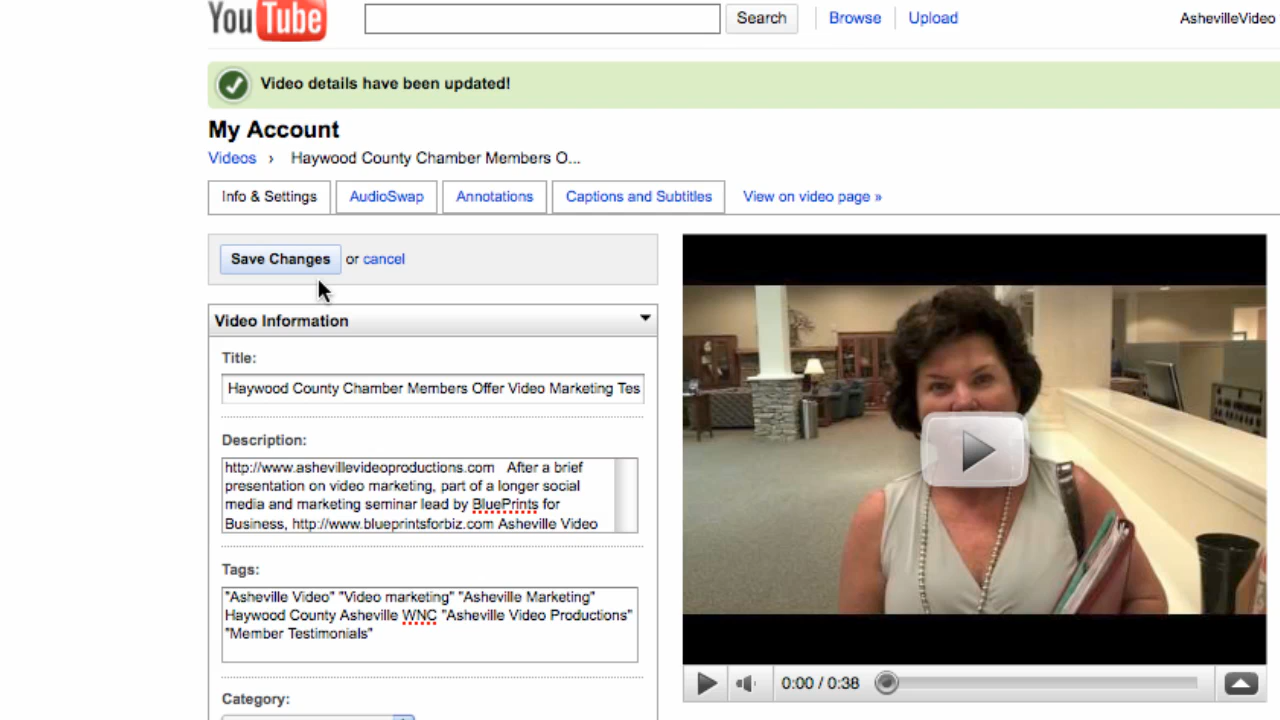 YouTube Search Browse Upload AshevilleVideo
Video details have been updated!
My Account
Videos › Haywood County Chamber Members O...
Info & Settings AudioSwap Annotations Captions and Subtitles View on video page »
Save Changes or cancel
Video Information
Title:
Haywood County Chamber Members Offer Video Marketing Tes
Description:
http://www.ashevillevideoproductions.com After a brief
presentation on video marketing, part of a longer social
media and marketing seminar lead by BluePrints for
Business, http://www.blueprintsforbiz.com Asheville Video
Tags:
"Asheville Video" "Video marketing" "Asheville Marketing"
Haywood County Asheville WNC "Asheville Video Productions"
"Member Testimonials"
0:00 / 0:38
Category: